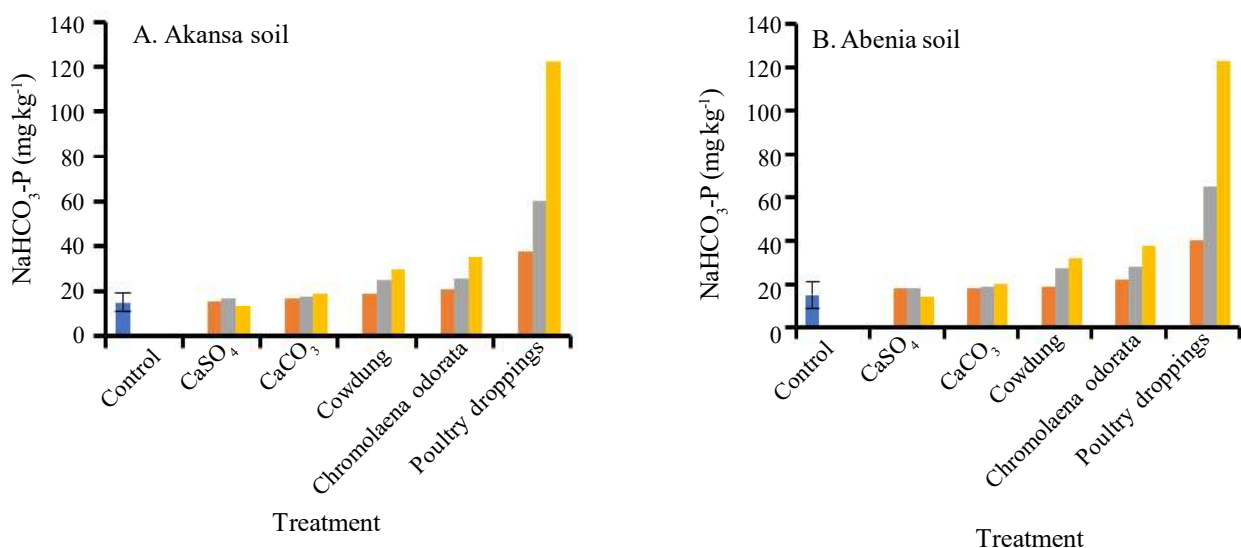 A. Akansa soil
NaHCO₃-P (mg kg⁻¹)
140
120
100
80
60
40
20
0
Control
CaSO₄
CaCO₃
Cowdung
Chromolaena odorata
Poultry droppings
Treatment
B. Abenia soil
NaHCO₃-P (mg kg⁻¹)
140
120
100
80
60
40
20
0
Control
CaSO₄
CaCO₃
Cowdung
Chromolaena odorata
Poultry droppings
Treatment